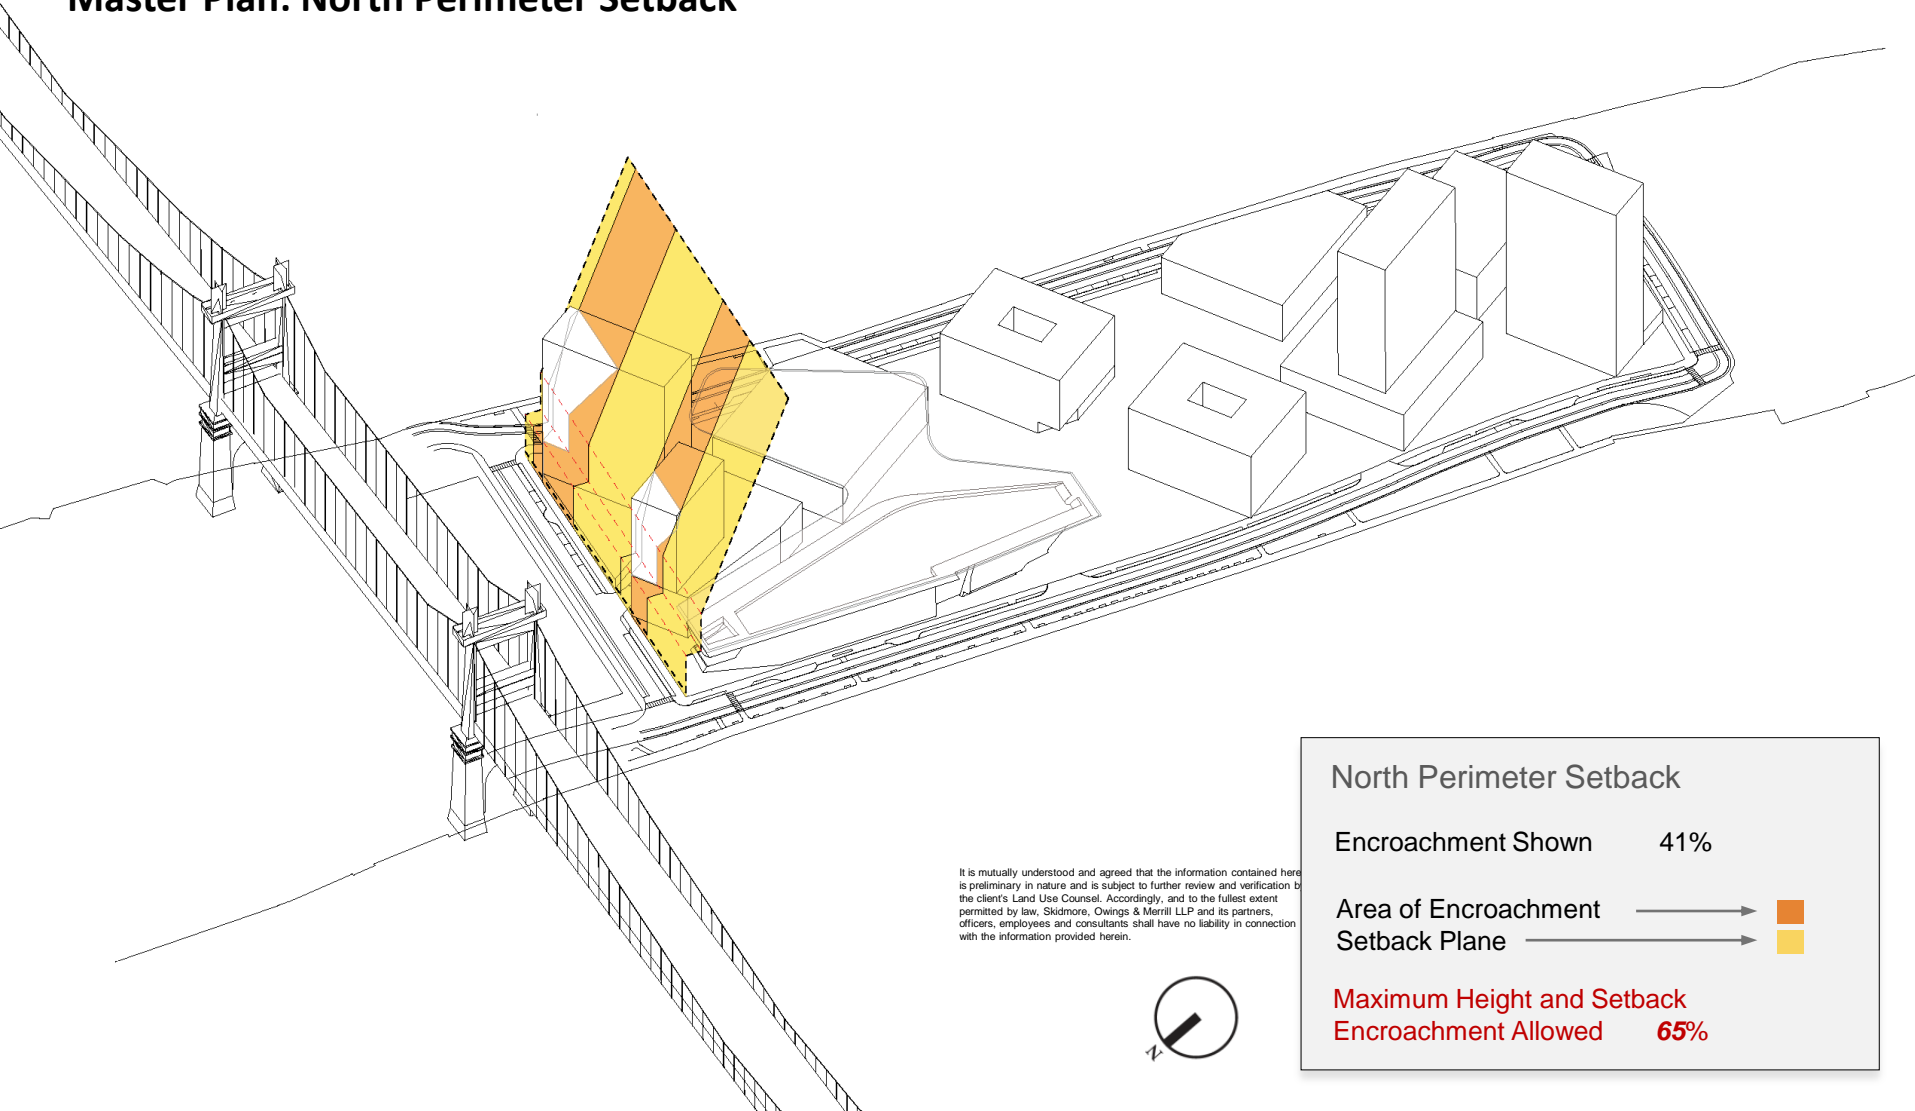 Master Plan: North Perimeter Setback
North Perimeter Setback
Encroachment Shown 41%
Area of Encroachment
Setback Plane
Maximum Height and Setback
Encroachment Allowed 65%
It is mutually understood and agreed that the information contained here
is preliminary in nature and is subject to further review and verification b
the client's Land Use Counsel. Accordingly, and to the fullest extent
permitted by law, Skidmore, Owings & Merrill LLP and its partners,
officers, employees and consultants shall have no liability in connection
with the information provided herein.
N